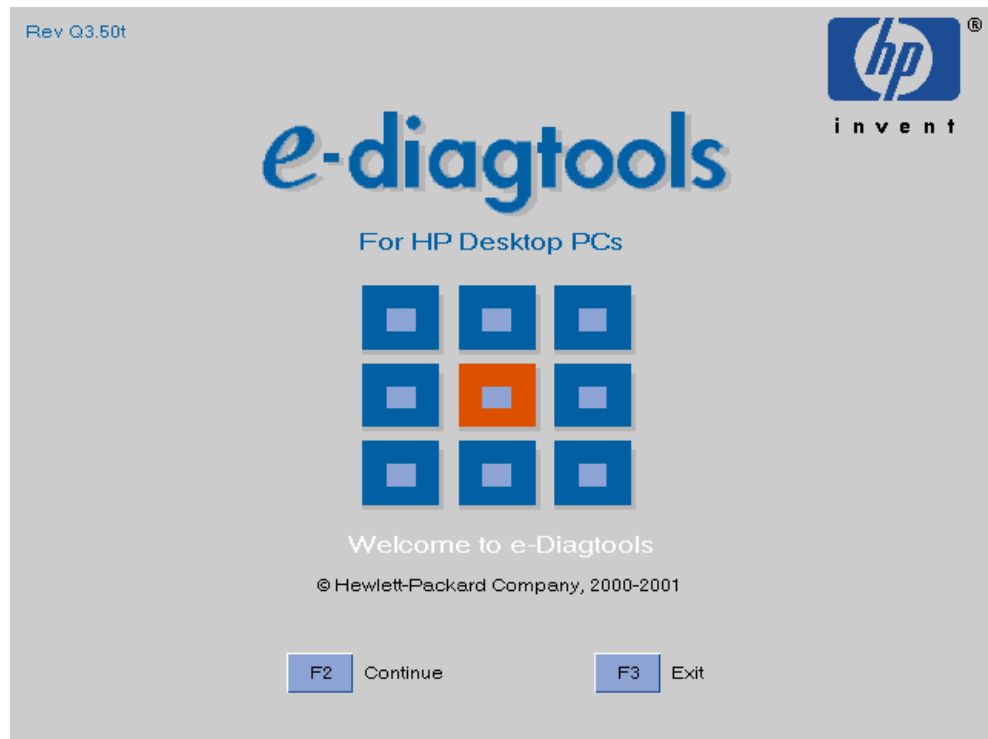 Rev Q3.50t
®
hp
invent
e-diagtools
For HP Desktop PCs
Welcome to e-Diagtools
© Hewlett-Packard Company, 2000-2001
F2 Continue F3 Exit